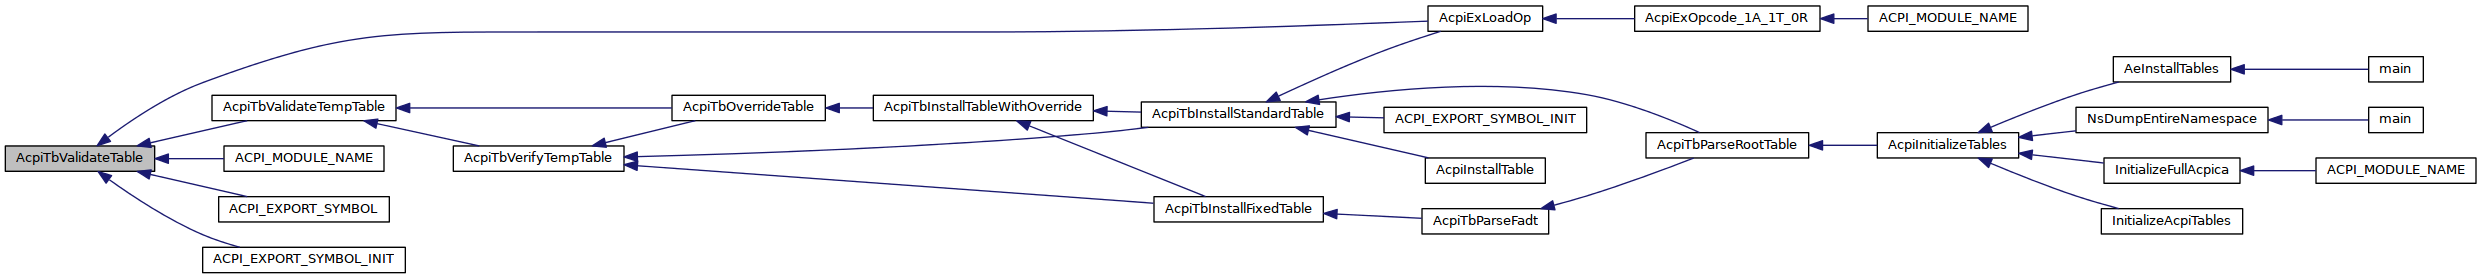 AcpiExLoadOp
AcpiExOpcode_1A_1T_0R
ACPI_MODULE_NAME
AeInstallTables
main
AcpiTbValidateTempTable
AcpiTbOverrideTable
AcpiTbInstallTableWithOverride
AcpiTbInstallStandardTable
ACPI_EXPORT_SYMBOL_INIT
NsDumpEntireNamespace
main
AcpiTbValidateTable
ACPI_MODULE_NAME
AcpiTbVerifyTempTable
AcpiInstallTable
AcpiTbParseRootTable
AcpiInitializeTables
InitializeFullAcpica
ACPI_MODULE_NAME
ACPI_EXPORT_SYMBOL
AcpiTbInstallFixedTable
AcpiTbParseFadt
InitializeAcpiTables
ACPI_EXPORT_SYMBOL_INIT